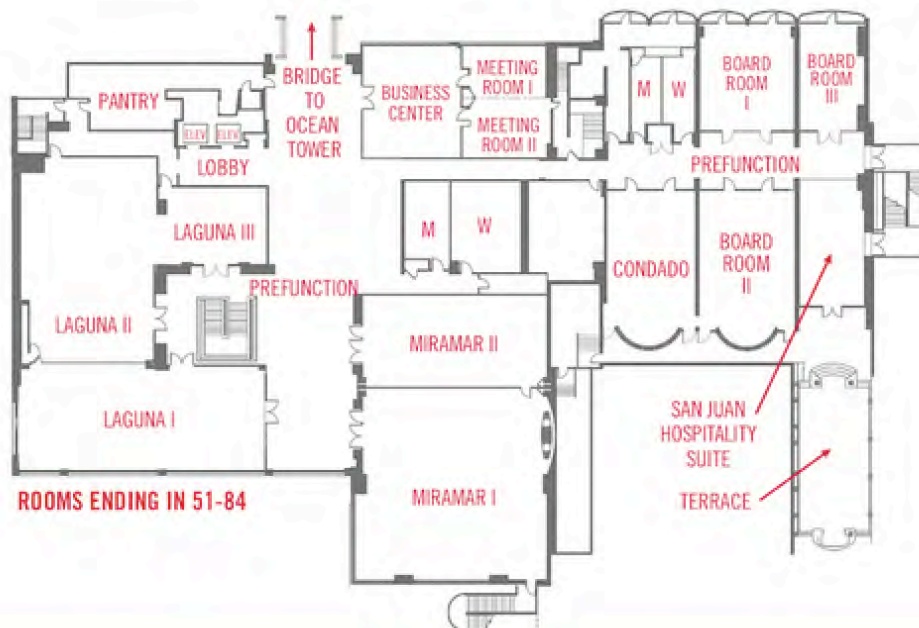 BRIDGE
TO
OCEAN
TOWER
PANTRY
ELEV
ELEV
LOBBY
BUSINESS
CENTER
MEETING
ROOM I
MEETING
ROOM II
M
W
BOARD
ROOM
I
BOARD
ROOM
III
PREFUNCTION
LAGUNA III
M
W
CONDADO
BOARD
ROOM
II
PREFUNCTION
LAGUNA II
MIRAMAR II
LAGUNA I
SAN JUAN
HOSPITALITY
SUITE
MIRAMAR I
TERRACE
ROOMS ENDING IN 51-84